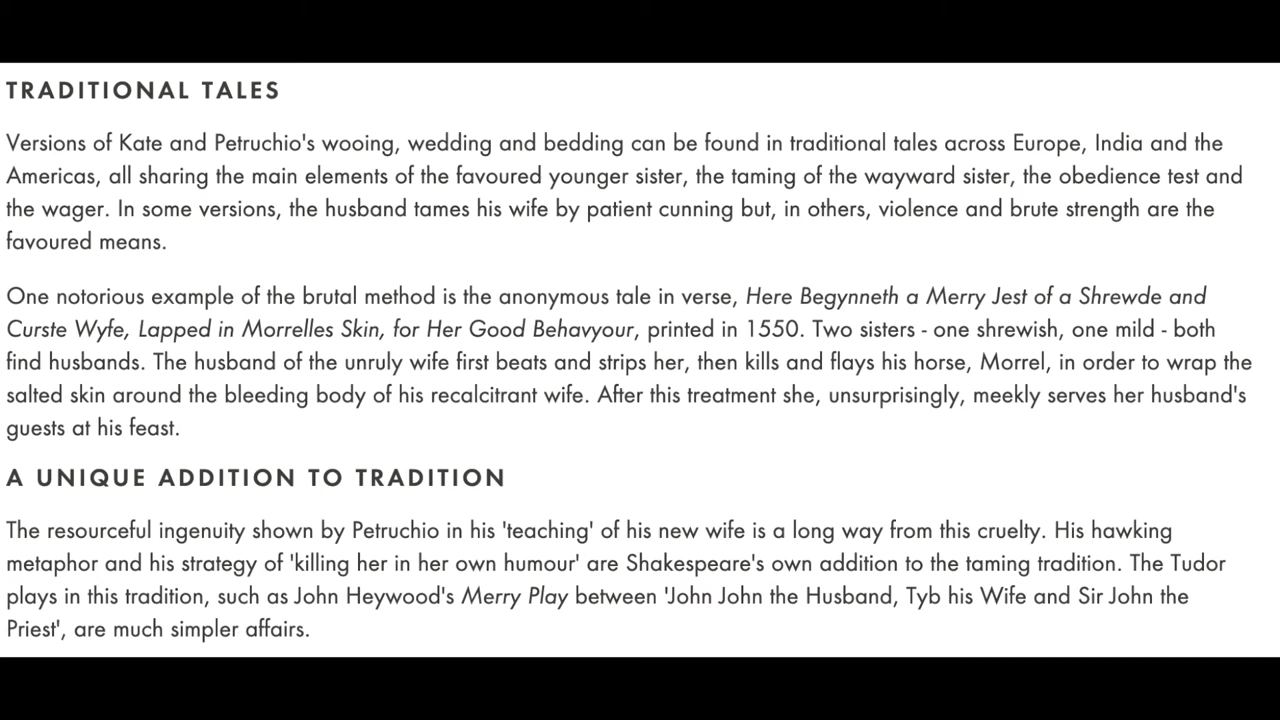 TRADITIONAL TALES
Versions of Kate and Petruchio's wooing, wedding and bedding can be found in traditional tales across Europe, India and the
Americas, all sharing the main elements of the favoured younger sister, the taming of the wayward sister, the obedience test and
the wager. In some versions, the husband tames his wife by patient cunning but, in others, violence and brute strength are the
favoured means.
One notorious example of the brutal method is the anonymous tale in verse, Here Begynneth a Merry Jest of a Shrewde and
Curste Wyfe, Lapped in Morrelles Skin, for Her Good Behavyour, printed in 1550. Two sisters - one shrewish, one mild - both
find husbands. The husband of the unruly wife first beats and strips her, then kills and flays his horse, Morrel, in order to wrap the
salted skin around the bleeding body of his recalcitrant wife. After this treatment she, unsurprisingly, meekly serves her husband's
guests at his feast.
A UNIQUE ADDITION TO TRADITION
The resourceful ingenuity shown by Petruchio in his 'teaching' of his new wife is a long way from this cruelty. His hawking
metaphor and his strategy of 'killing her in her own humour' are Shakespeare's own addition to the taming tradition. The Tudor
plays in this tradition, such as John Heywood's Merry Play between 'John John the Husband, Tyb his Wife and Sir John the
Priest', are much simpler affairs.